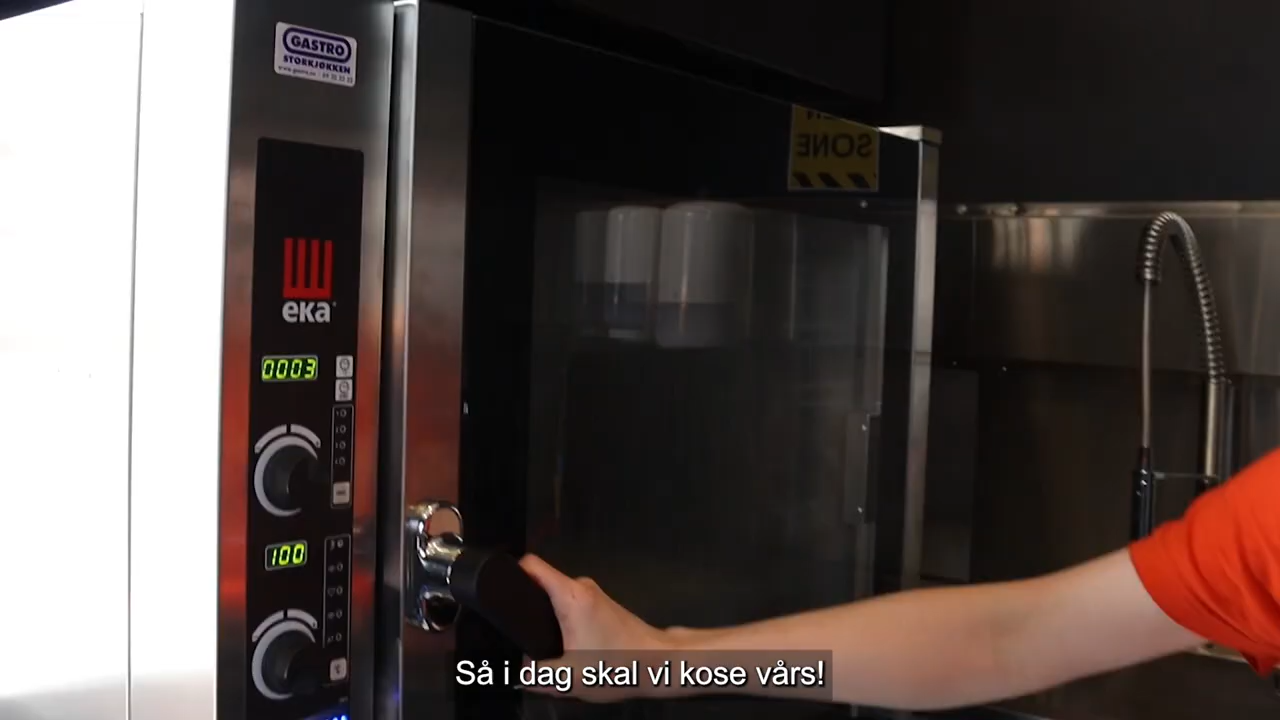 GASTRO
STORKJØKKEN
eka
SONE
0003
100
Så i dag skal vi kose vårs!